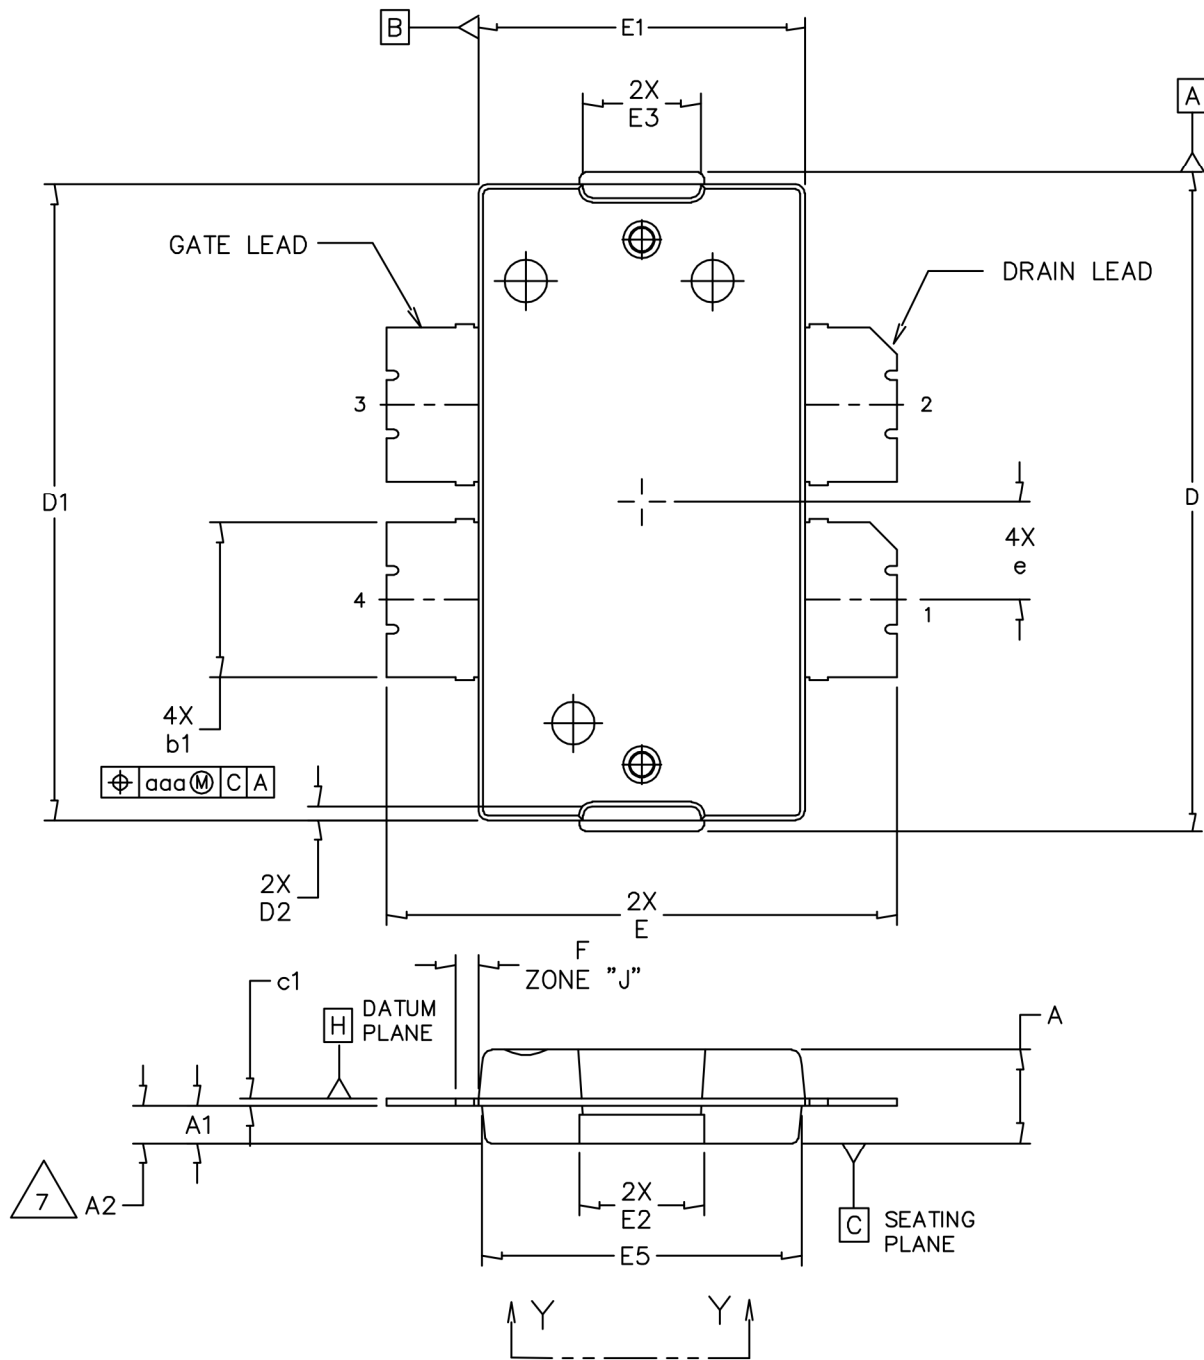 B
E1
2X
E3
A
GATE LEAD
DRAIN LEAD
3
2
D1
D
4X
e
4
1
4X
b1
⌖ aaa Ⓜ C A
2X
D2
2X
E
F
ZONE "J"
c1
H
DATUM
PLANE
A
A1
7
A2
2X
E2
C
SEATING
PLANE
E5
Y
Y